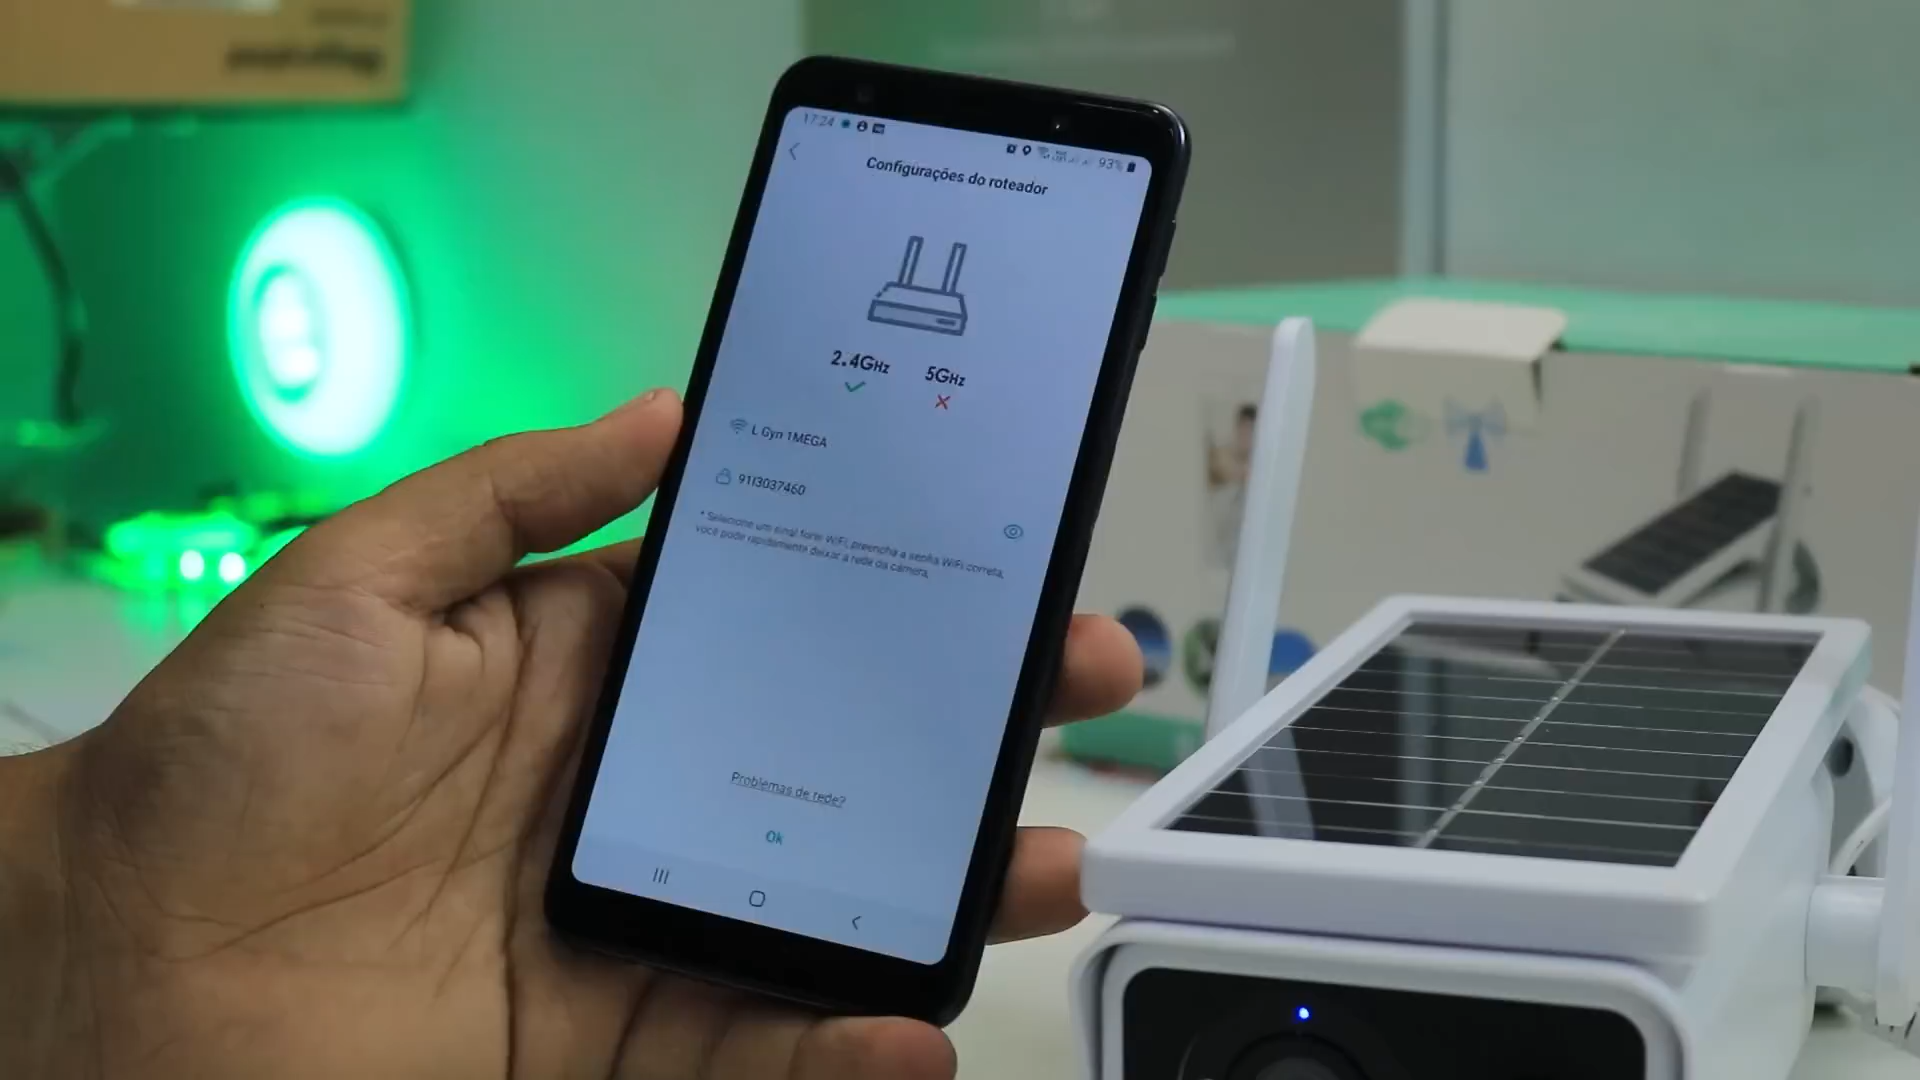 17:24
93%
Configurações do roteador
2.4GHz
5GHz
L Gyn 1MEGA
91I3037460
* Selecione um sinal forte WiFi, preencha a senha WiFi correta,
você pode rapidamente deixar a rede da câmera,
Problemas de rede?
Ok